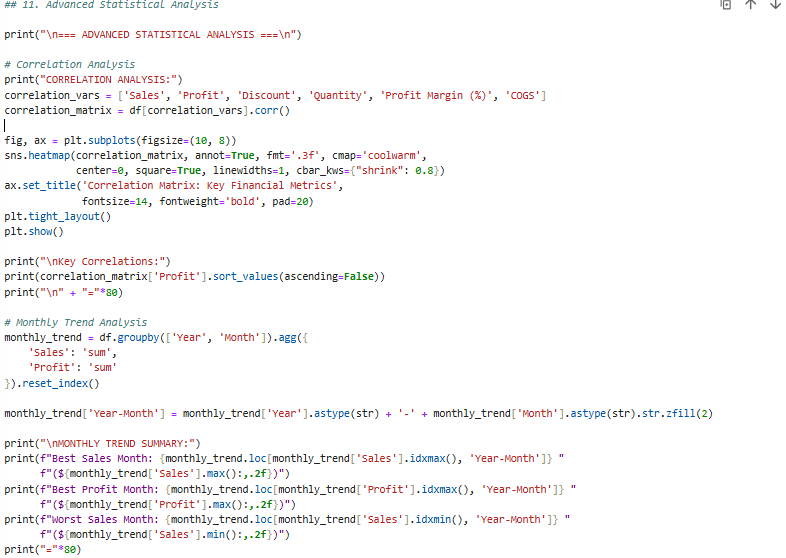 ## 11. Advanced Statistical Analysis
print("\n=== ADVANCED STATISTICAL ANALYSIS ===\n")
# Correlation Analysis
print("CORRELATION ANALYSIS:")
correlation_vars = ['Sales', 'Profit', 'Discount', 'Quantity', 'Profit Margin (%)', 'COGS']
correlation_matrix = df[correlation_vars].corr()
fig, ax = plt.subplots(figsize=(10, 8))
sns.heatmap(correlation_matrix, annot=True, fmt='.3f', cmap='coolwarm',
            center=0, square=True, linewidths=1, cbar_kws={"shrink": 0.8})
ax.set_title('Correlation Matrix: Key Financial Metrics',
             fontsize=14, fontweight='bold', pad=20)
plt.tight_layout()
plt.show()
print("\nKey Correlations:")
print(correlation_matrix['Profit'].sort_values(ascending=False))
print("\n" + "="*80)
# Monthly Trend Analysis
monthly_trend = df.groupby(['Year', 'Month']).agg({
    'Sales': 'sum',
    'Profit': 'sum'
}).reset_index()
monthly_trend['Year-Month'] = monthly_trend['Year'].astype(str) + '-' + monthly_trend['Month'].astype(str).str.zfill(2)
print("\nMONTHLY TREND SUMMARY:")
print(f"Best Sales Month: {monthly_trend.loc[monthly_trend['Sales'].idxmax(), 'Year-Month']} "
      f"(${monthly_trend['Sales'].max():,.2f})")
print(f"Best Profit Month: {monthly_trend.loc[monthly_trend['Profit'].idxmax(), 'Year-Month']} "
      f"(${monthly_trend['Profit'].max():,.2f})")
print(f"Worst Sales Month: {monthly_trend.loc[monthly_trend['Sales'].idxmin(), 'Year-Month']} "
      f"(${monthly_trend['Sales'].min():,.2f})")
print("="*80)